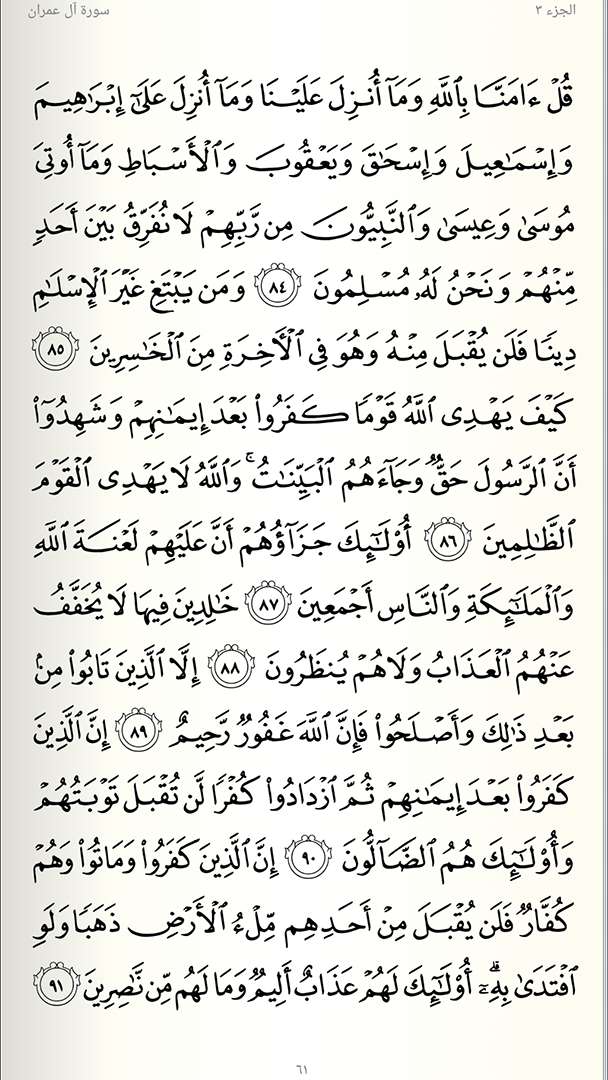 الجزء ٣ سورة آل عمران
قُلْ ءَامَنَّا بِٱللَّهِ وَمَآ أُنزِلَ عَلَيْنَا وَمَآ أُنزِلَ عَلَىٰٓ إِبْرَٰهِيمَ
وَإِسْمَٰعِيلَ وَإِسْحَٰقَ وَيَعْقُوبَ وَٱلْأَسْبَاطِ وَمَآ أُوتِىَ
مُوسَىٰ وَعِيسَىٰ وَٱلنَّبِيُّونَ مِن رَّبِّهِمْ لَا نُفَرِّقُ بَيْنَ أَحَدٍ
مِّنْهُمْ وَنَحْنُ لَهُۥ مُسْلِمُونَ ٨٤ وَمَن يَبْتَغِ غَيْرَ ٱلْإِسْلَٰمِ
دِينًا فَلَن يُقْبَلَ مِنْهُ وَهُوَ فِى ٱلْأَخِرَةِ مِنَ ٱلْخَٰسِرِينَ ٨٥
كَيْفَ يَهْدِى ٱللَّهُ قَوْمًا كَفَرُوا۟ بَعْدَ إِيمَٰنِهِمْ وَشَهِدُوٓا۟
أَنَّ ٱلرَّسُولَ حَقٌّ وَجَآءَهُمُ ٱلْبَيِّنَٰتُ ۚ وَٱللَّهُ لَا يَهْدِى ٱلْقَوْمَ
ٱلظَّٰلِمِينَ ٨٦ أُو۟لَٰٓئِكَ جَزَآؤُهُمْ أَنَّ عَلَيْهِمْ لَعْنَةَ ٱللَّهِ
وَٱلْمَلَٰٓئِكَةِ وَٱلنَّاسِ أَجْمَعِينَ ٨٧ خَٰلِدِينَ فِيهَا لَا يُخَفَّفُ
عَنْهُمُ ٱلْعَذَابُ وَلَا هُمْ يُنظَرُونَ ٨٨ إِلَّا ٱلَّذِينَ تَابُوا۟ مِنۢ
بَعْدِ ذَٰلِكَ وَأَصْلَحُوا۟ فَإِنَّ ٱللَّهَ غَفُورٌ رَّحِيمٌ ٨٩ إِنَّ ٱلَّذِينَ
كَفَرُوا۟ بَعْدَ إِيمَٰنِهِمْ ثُمَّ ٱزْدَادُوا۟ كُفْرًا لَّن تُقْبَلَ تَوْبَتُهُمْ
وَأُو۟لَٰٓئِكَ هُمُ ٱلضَّآلُّونَ ٩٠ إِنَّ ٱلَّذِينَ كَفَرُوا۟ وَمَاتُوا۟ وَهُمْ
كُفَّارٌ فَلَن يُقْبَلَ مِنْ أَحَدِهِم مِّلْءُ ٱلْأَرْضِ ذَهَبًا وَلَوِ
ٱفْتَدَىٰ بِهِۦٓ ۗ أُو۟لَٰٓئِكَ لَهُمْ عَذَابٌ أَلِيمٌ وَمَا لَهُم مِّن نَّٰصِرِينَ ٩١
٦١